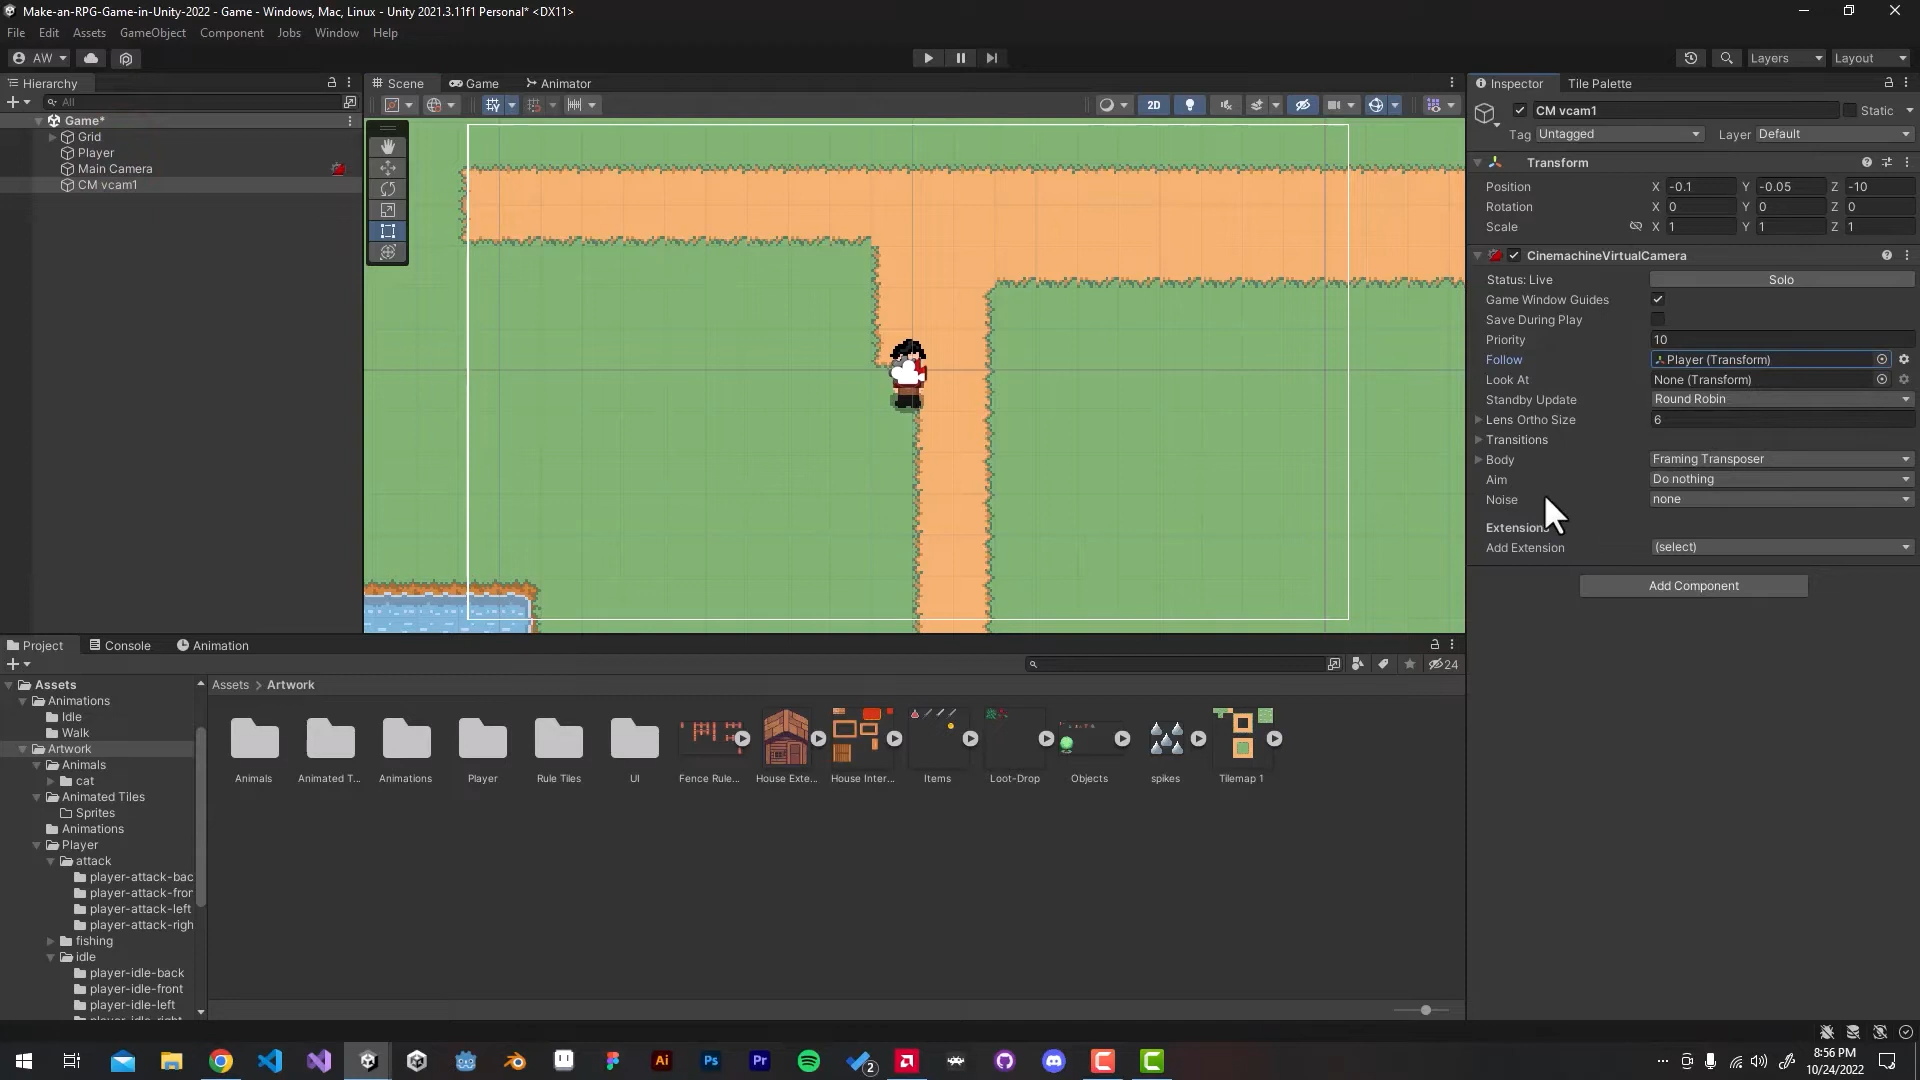 Make-an-RPG-Game-in-Unity-2022 - Game - Windows, Mac, Linux - Unity 2021.3.11f1 Personal* <DX11>
File Edit Assets GameObject Component Jobs Window Help
AW Layers Layout
Hierarchy
All
Game*
Grid
Player
Main Camera
CM vcam1
Scene Game Animator
2D
Inspector Tile Palette
CM vcam1 Static
Tag Untagged Layer Default
Transform
Position X -0.1 Y -0.05 Z -10
Rotation X 0 Y 0 Z 0
Scale X 1 Y 1 Z 1
CinemachineVirtualCamera
Status: Live Solo
Game Window Guides
Save During Play
Priority 10
Follow Player (Transform)
Look At None (Transform)
Standby Update Round Robin
Lens Ortho Size 6
Transitions
Body Framing Transposer
Aim Do nothing
Noise none
Extensions
Add Extension (select)
Add Component
Project Console Animation
24
Assets
Animations
Idle
Walk
Artwork
Animals
cat
Animated Tiles
Sprites
Animations
Player
attack
player-attack-bac
player-attack-fror
player-attack-left
player-attack-righ
fishing
idle
player-idle-back
player-idle-front
player-idle-left
Assets > Artwork
Animals Animated T... Animations Player Rule Tiles UI Fence Rule... House Exte... House Inter... Items Loot-Drop Objects spikes Tilemap 1
Ai Ps Pr 2
8:56 PM
10/24/2022